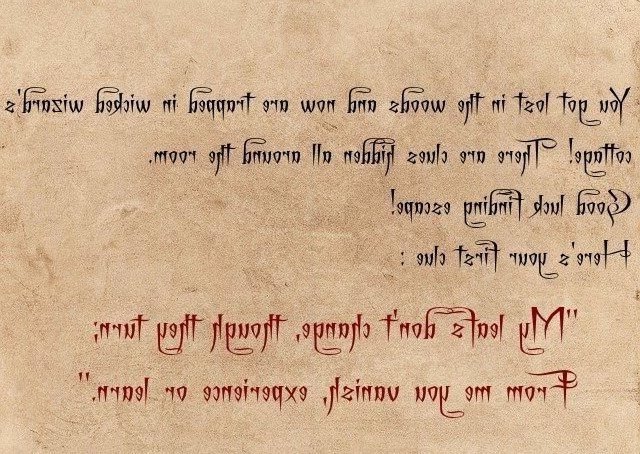 You got lost in the woods and now are trapped in wicked wizard's
cottage! There are clues hidden all around the room.
Good luck finding escape!
Here's your first clue :
"My leafs don't change, though they turn;
From me you vanish, experience or learn."